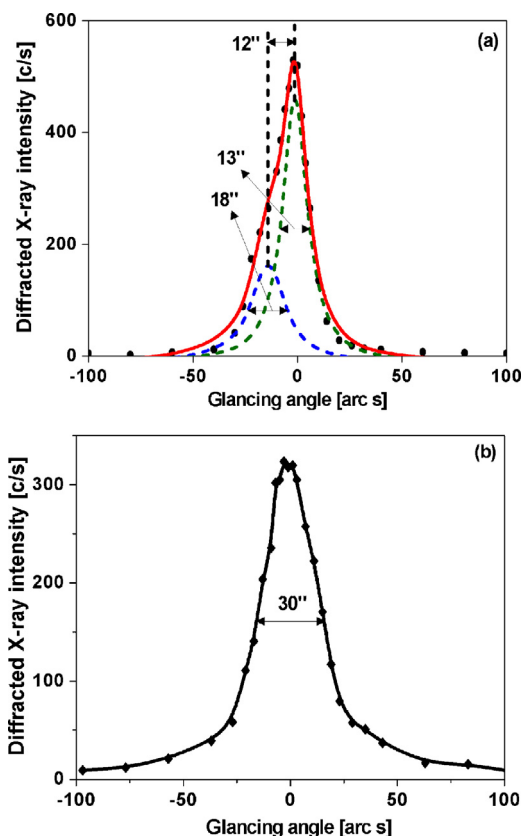 600
(a)
12"
400
13"
18"
200
0
-100 -50 0 50 100
Diffracted X-ray intensity [c/s]
Glancing angle [arc s]
(b)
300
200
30"
100
0
-100 -50 0 50 100
Diffracted X-ray intensity [c/s]
Glancing angle [arc s]